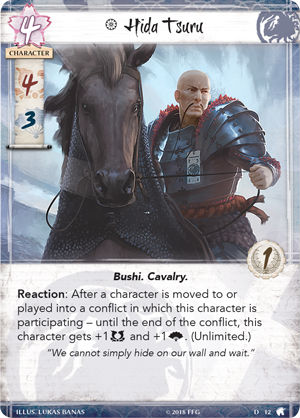 4
Hida Tsuru
CHARACTER
4
3
1
Bushi. Cavalry.
Reaction: After a character is moved to or
played into a conflict in which this character is
participating – until the end of the conflict, this
character gets +1 and +1. (Unlimited.)
“We cannot simply hide on our wall and wait.”
ILLUS. LUKAS BANAS
© 2018 FFG
D 12